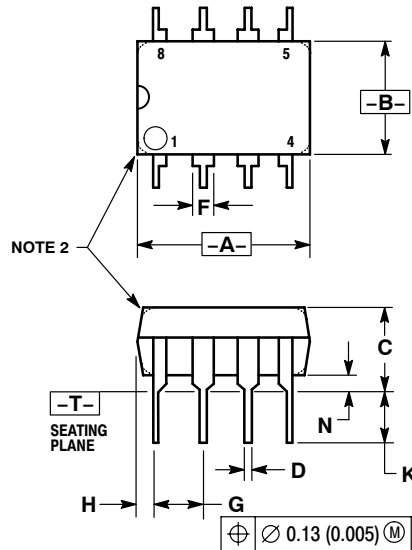 8 5
–B–
1 4
F
NOTE 2
–A–
C
–T–
SEATING
PLANE
N
D
K
H
G
⌖ ∅ 0.13 (0.005) Ⓜ